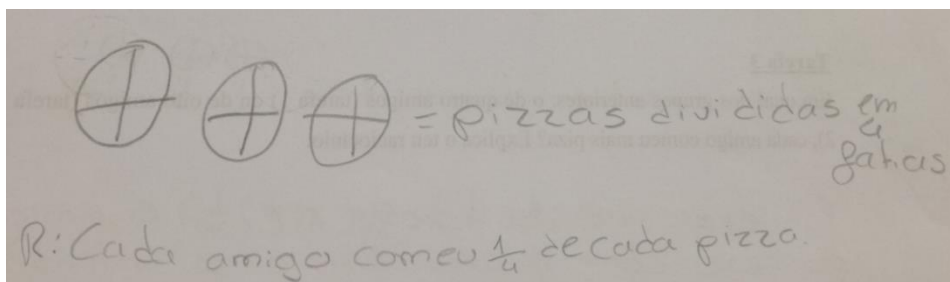 = pizzas divididas em
4
fatias
R: Cada amigo comeu 1/4 de cada pizza.